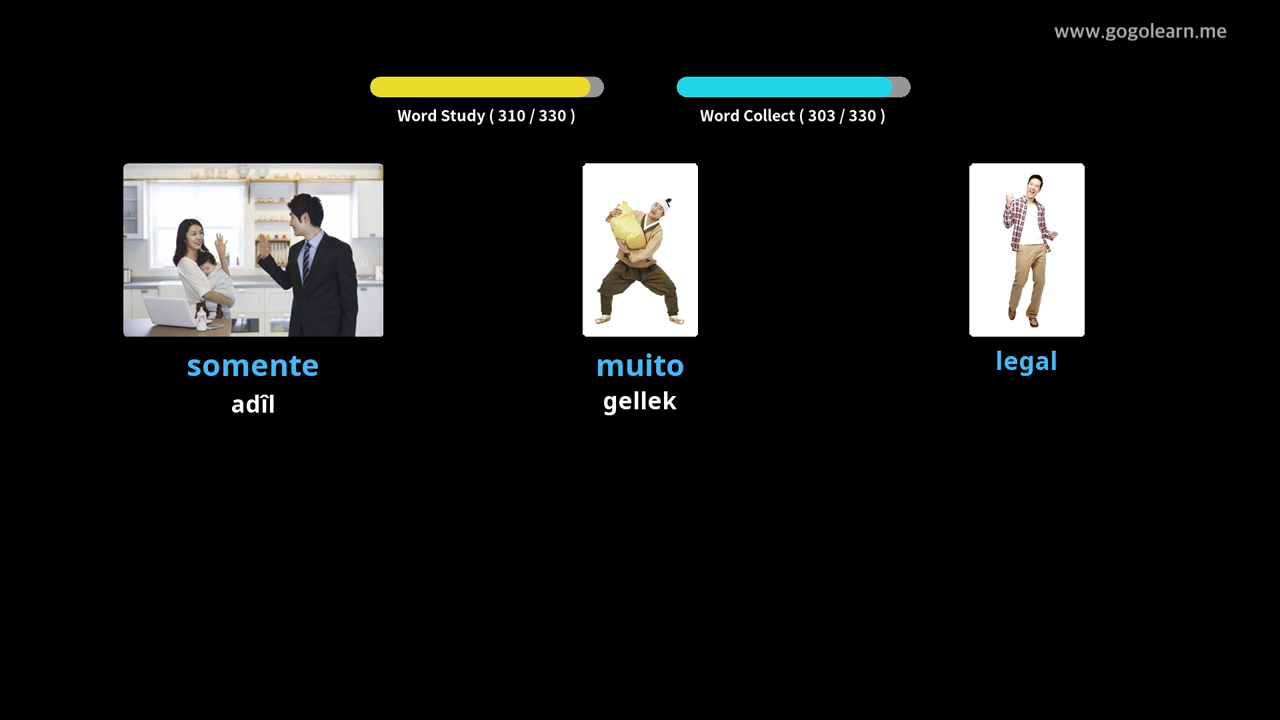 www.gogolearn.me
Word Study ( 310 / 330 )
Word Collect ( 303 / 330 )
somente
muito
legal
adîl
gellek